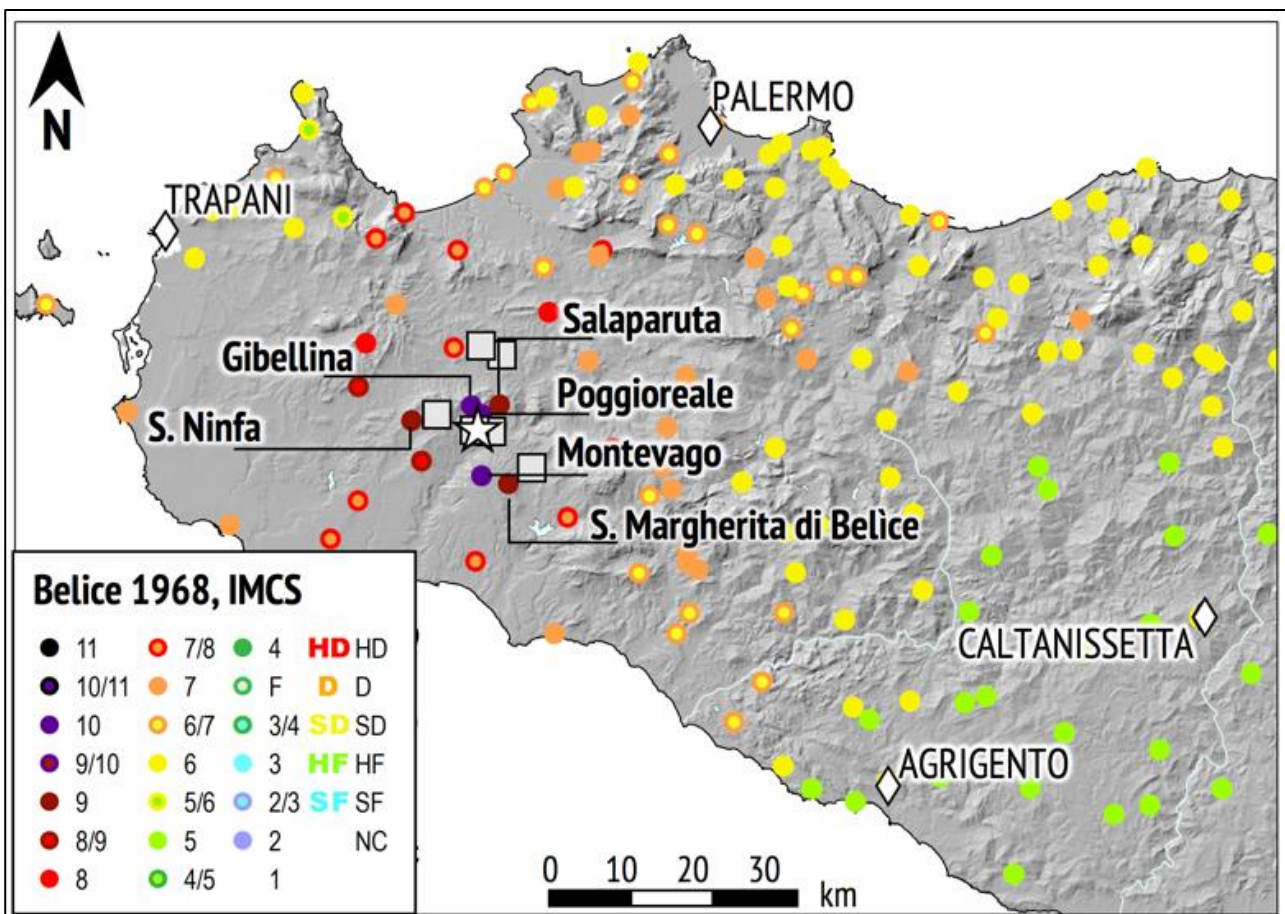 N
PALERMO
TRAPANI
Salaparuta
Gibellina
Poggioreale
S. Ninfa
Montevago
S. Margherita di Belìce
CALTANISSETTA
AGRIGENTO
Belice 1968, IMCS
11 7/8 4 HD HD
10/11 7 F D D
10 6/7 3/4 SD SD
9/10 6 3 HF HF
9 5/6 2/3 SF SF
8/9 5 2 NC
8 4/5 1
0 10 20 30
km